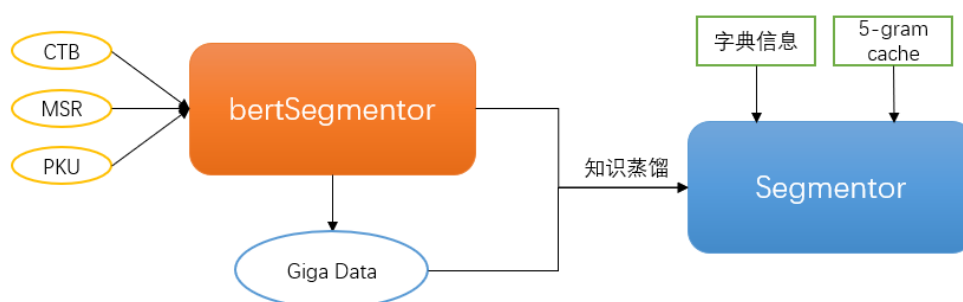 CTB
MSR
PKU
bertSegmentor
Giga Data
知识蒸馏
字典信息
5-gram
cache
Segmentor